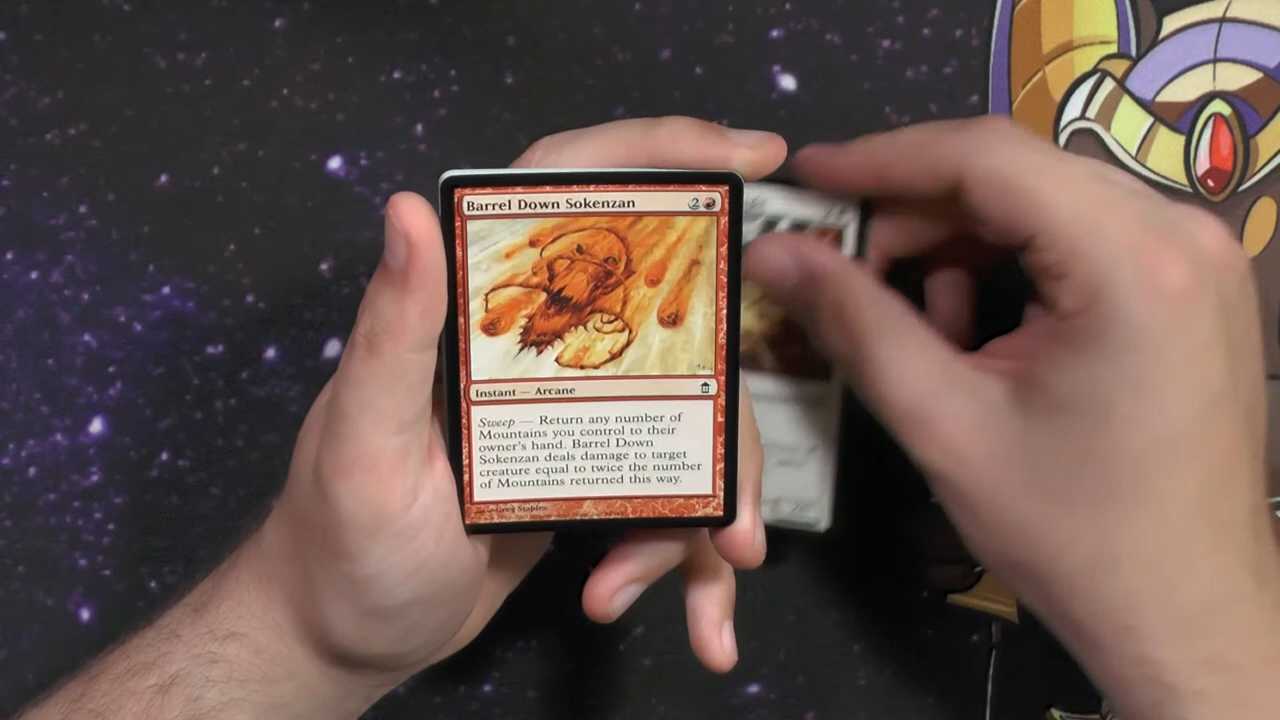 Barrel Down Sokenzan 2
Instant — Arcane
Sweep — Return any number of
Mountains you control to their
owner's hand. Barrel Down
Sokenzan deals damage to target
creature equal to twice the number
of Mountains returned this way.
Greg Staples